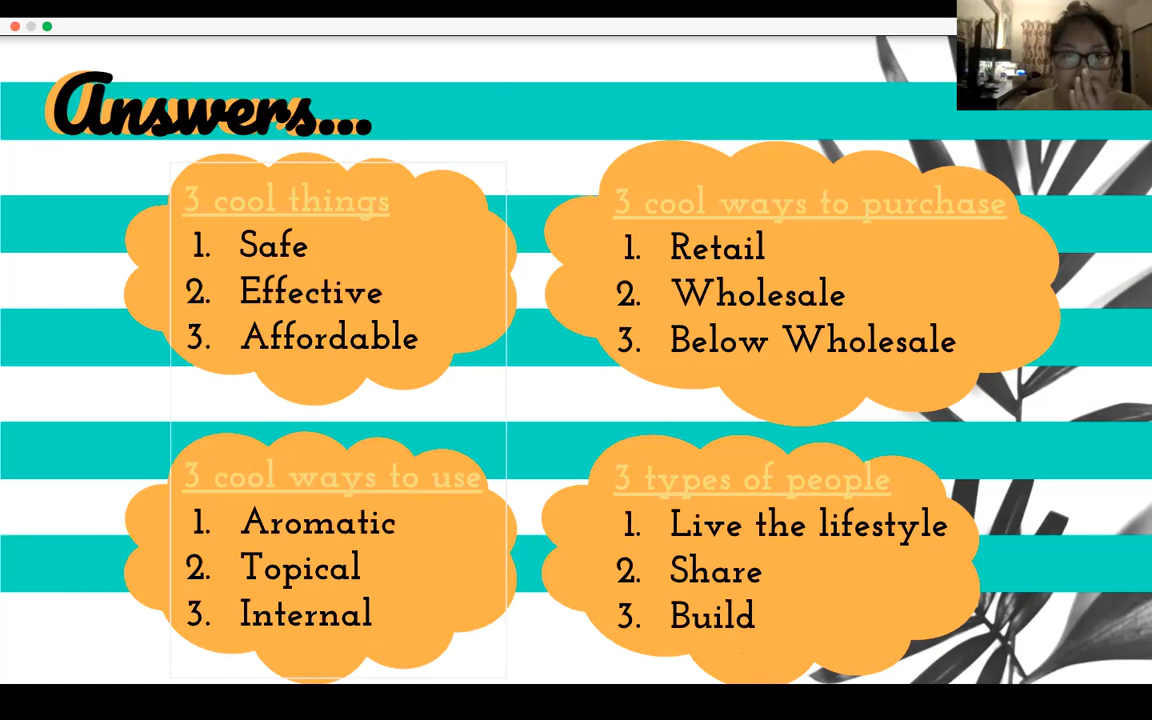 Answers...
3 cool things
1. Safe
2. Effective
3. Affordable
3 cool ways to purchase
1. Retail
2. Wholesale
3. Below Wholesale
3 cool ways to use
1. Aromatic
2. Topical
3. Internal
3 types of people
1. Live the lifestyle
2. Share
3. Build